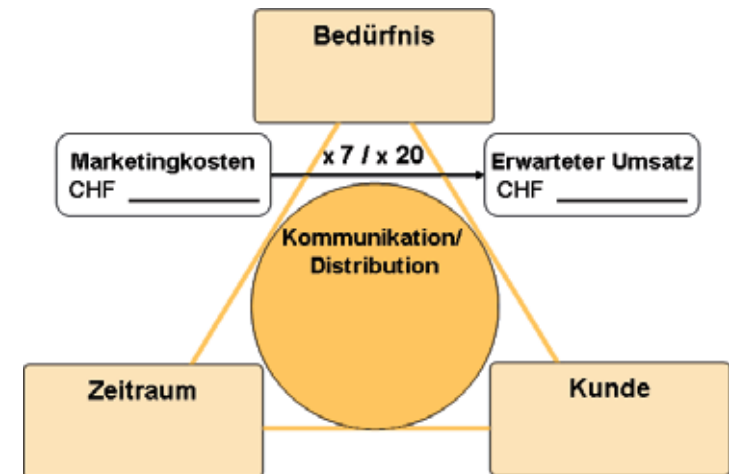 Bedürfnis
Marketingkosten
CHF
x 7 / x 20
Erwarteter Umsatz
CHF
Kommunikation/
Distribution
Zeitraum
Kunde